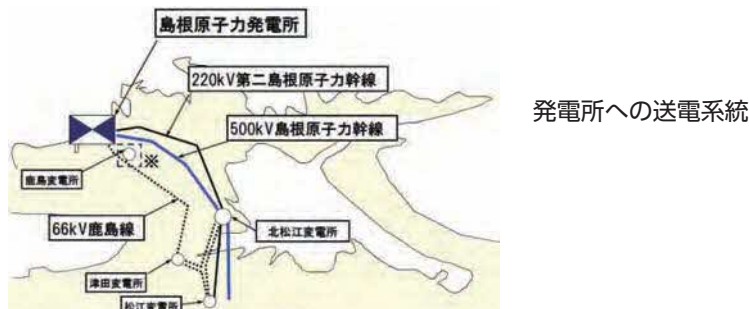 島根原子力発電所
220kV第二島根原子力幹線
発電所への送電系統
500kV島根原子力幹線
※
鹿島変電所
66kV鹿島線
北松江変電所
津田変電所
松江変電所